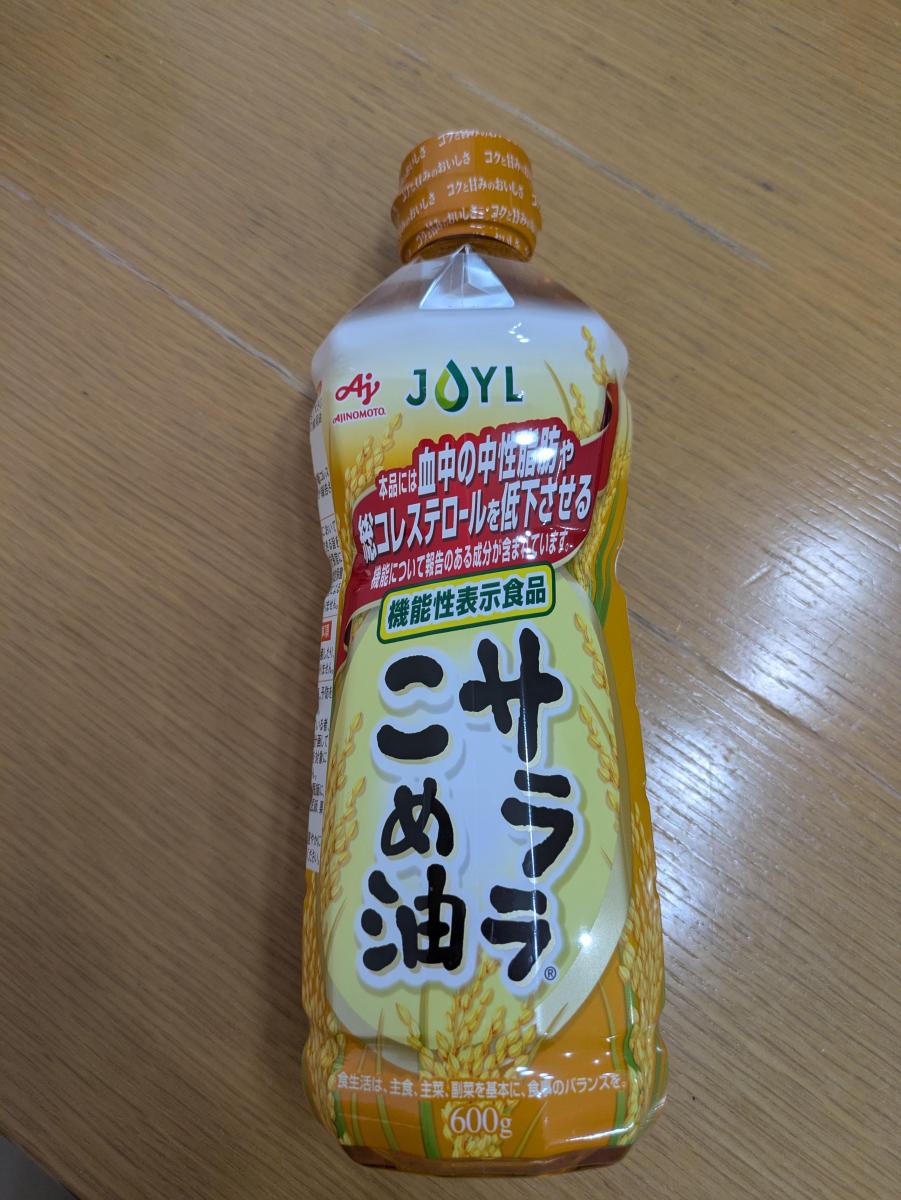 コクと甘みのおいしさ
Aj
AJINOMOTO
JOYL
本品には血中の中性脂肪や
総コレステロールを低下させる
機能について報告のある成分が含まれています。
機能性表示食品
サラララ®
こめ油
食生活は、主食、主菜、副菜を基本に、食事のバランスを。
600g